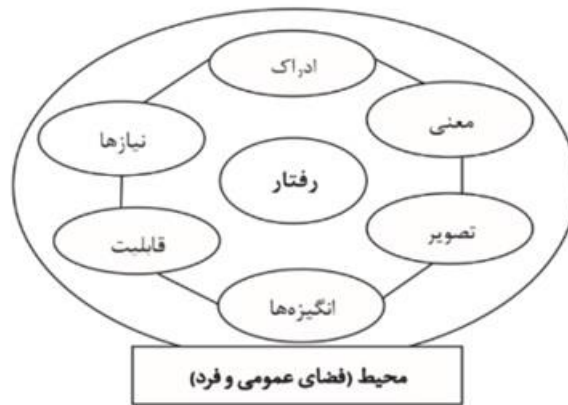 ادراک
معنی
نیازها
رفتار
تصویر
قابلیت
انگیزه‌ها
محیط (فضای عمومی و فرد)